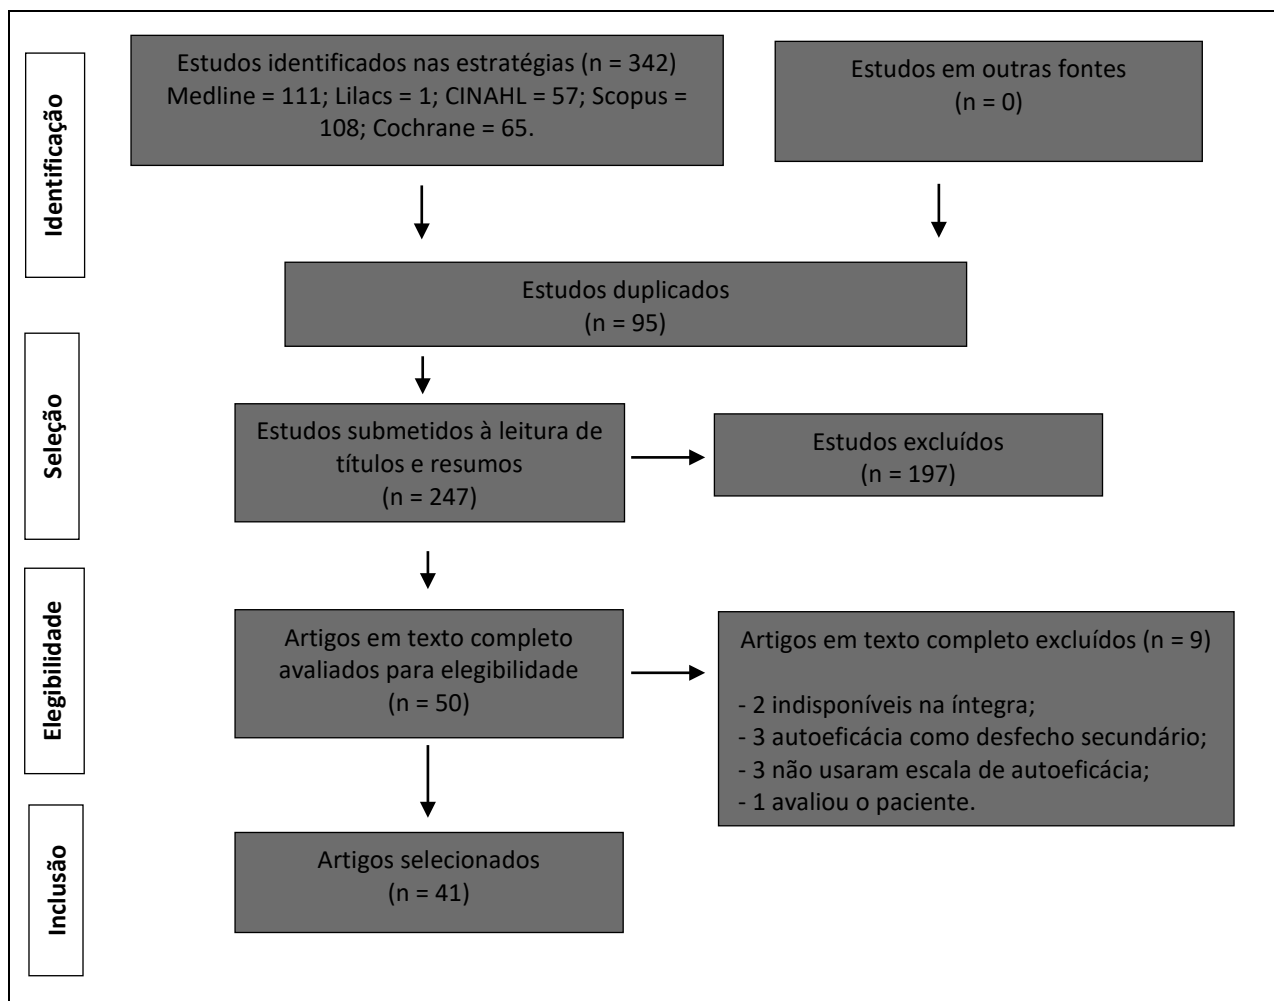 Identificação
Estudos identificados nas estratégias (n = 342)
Medline = 111; Lilacs = 1; CINAHL = 57; Scopus =
108; Cochrane = 65.
Estudos em outras fontes
(n = 0)
Estudos duplicados
(n = 95)
Seleção
Estudos submetidos à leitura de
títulos e resumos
(n = 247)
Estudos excluídos
(n = 197)
Elegibilidade
Artigos em texto completo
avaliados para elegibilidade
(n = 50)
Artigos em texto completo excluídos (n = 9)
- 2 indisponíveis na íntegra;
- 3 autoeficácia como desfecho secundário;
- 3 não usaram escala de autoeficácia;
- 1 avaliou o paciente.
Inclusão
Artigos selecionados
(n = 41)